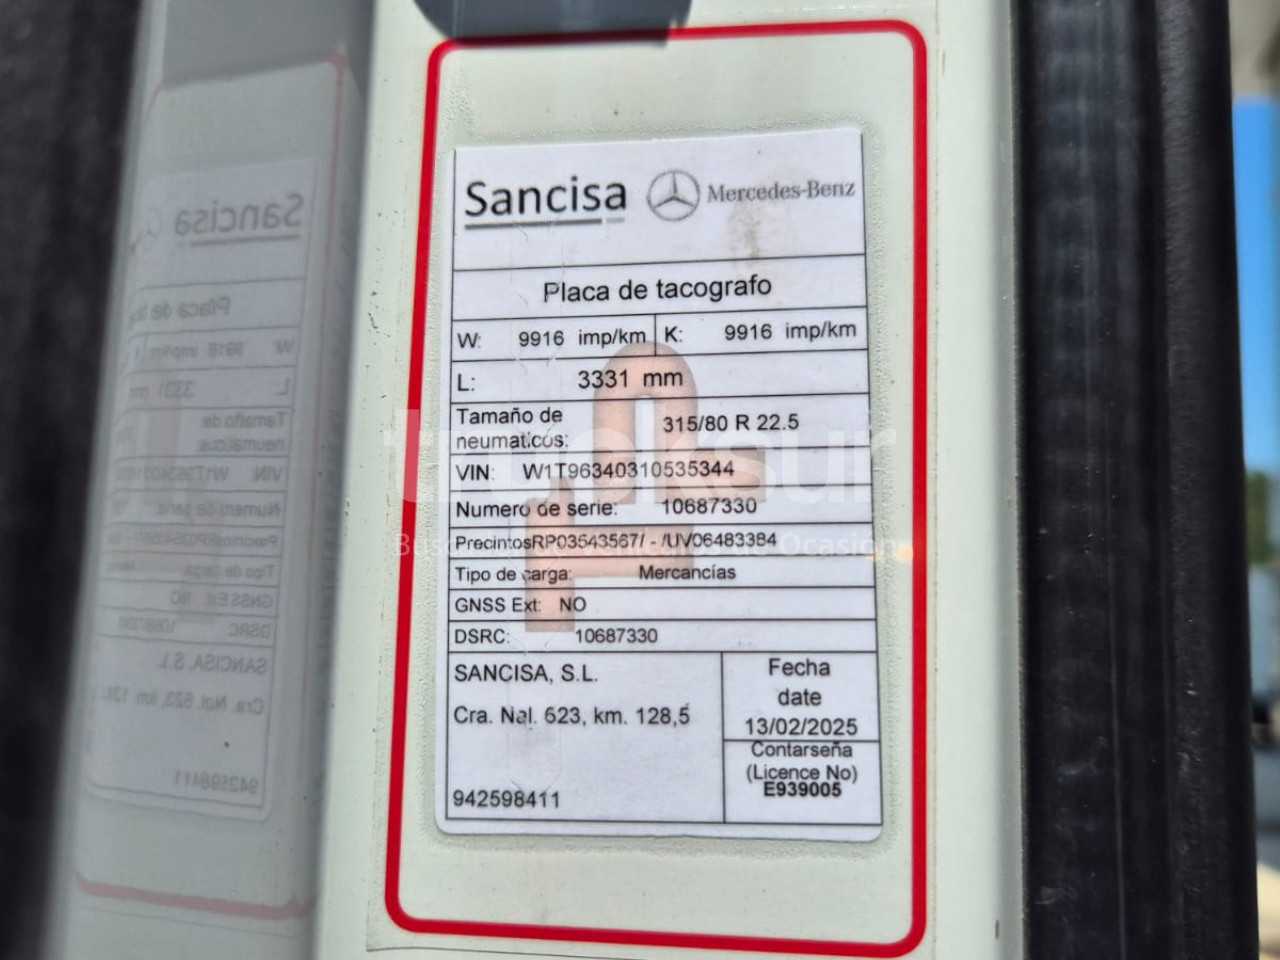 Sancisa Mercedes-Benz
Placa de tacografo
W: 9916 imp/km K: 9916 imp/km
L: 3331 mm
Tamaño de neumaticos: 315/80 R 22.5
VIN: W1T96340310535344
Numero de serie: 10687330
PrecintosRP03543567/ - /UV06483384
Tipo de carga: Mercancías
GNSS Ext: NO
DSRC: 10687330
SANCISA, S.L.
Cra. Nal. 623, km. 128,5
942598411
Fecha
date
13/02/2025
Contarseña
(Licence No)
E939005
trucksur